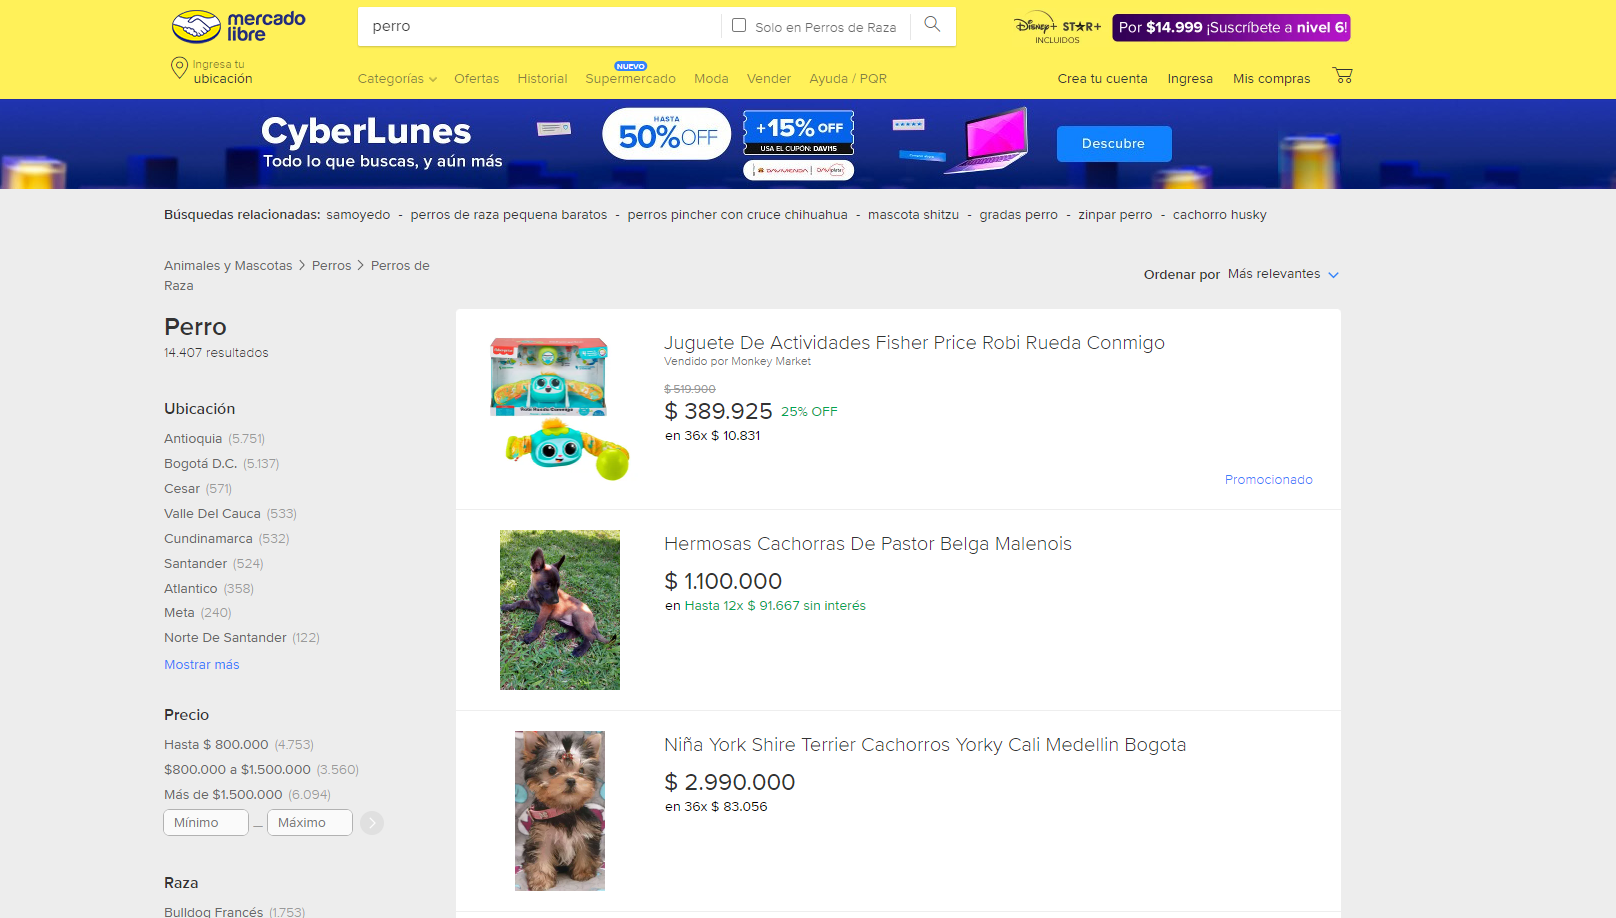 mercado
libre
perro
Solo en Perros de Raza
Disney+ STAR+
INCLUIDOS
Por $14.999 ¡Suscríbete a nivel 6!
Ingresa tu
ubicación
Categorías
Ofertas
Historial
NUEVO
Supermercado
Moda
Vender
Ayuda / PQR
Crea tu cuenta
Ingresa
Mis compras
CyberLunes
Todo lo que buscas, y aún más
HASTA
50% OFF
+15% OFF
USA EL CUPÓN: DAVI15
DAVIVIENDA
DAVIplata
Descubre
Búsquedas relacionadas: samoyedo - perros de raza pequena baratos - perros pincher con cruce chihuahua - mascota shitzu - gradas perro - zinpar perro - cachorro husky
Animales y Mascotas > Perros > Perros de
Raza
Ordenar por Más relevantes
Perro
14.407 resultados
Ubicación
Antioquia (5.751)
Bogotá D.C. (5.137)
Cesar (571)
Valle Del Cauca (533)
Cundinamarca (532)
Santander (524)
Atlantico (358)
Meta (240)
Norte De Santander (122)
Mostrar más
Precio
Hasta $ 800.000 (4.753)
$800.000 a $1.500.000 (3.560)
Más de $1.500.000 (6.094)
Mínimo — Máximo
Raza
Bulldog Francés (1.753)
Juguete De Actividades Fisher Price Robi Rueda Conmigo
Vendido por Monkey Market
$ 519.900
$ 389.925 25% OFF
en 36x $ 10.831
Promocionado
Hermosas Cachorras De Pastor Belga Malenois
$ 1.100.000
en Hasta 12x $ 91.667 sin interés
Niña York Shire Terrier Cachorros Yorky Cali Medellin Bogota
$ 2.990.000
en 36x $ 83.056